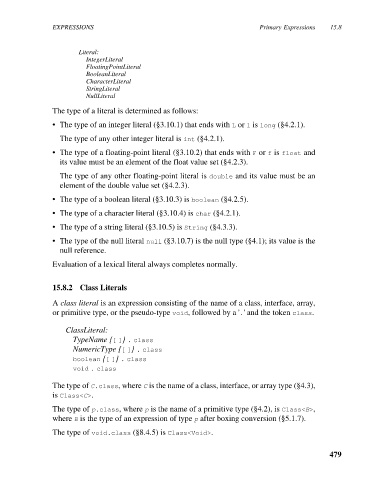 EXPRESSIONS Primary Expressions 15.8
Literal:
IntegerLiteral
FloatingPointLiteral
BooleanLiteral
CharacterLiteral
StringLiteral
NullLiteral
The type of a literal is determined as follows:
• The type of an integer literal (§3.10.1) that ends with L or l is long (§4.2.1).
The type of any other integer literal is int (§4.2.1).
• The type of a floating-point literal (§3.10.2) that ends with F or f is float and
its value must be an element of the float value set (§4.2.3).
The type of any other floating-point literal is double and its value must be an
element of the double value set (§4.2.3).
• The type of a boolean literal (§3.10.3) is boolean (§4.2.5).
• The type of a character literal (§3.10.4) is char (§4.2.1).
• The type of a string literal (§3.10.5) is String (§4.3.3).
• The type of the null literal null (§3.10.7) is the null type (§4.1); its value is the
null reference.
Evaluation of a lexical literal always completes normally.
15.8.2 Class Literals
A class literal is an expression consisting of the name of a class, interface, array,
or primitive type, or the pseudo-type void, followed by a '.' and the token class.
ClassLiteral:
TypeName {[ ]} . class
NumericType {[ ]} . class
boolean {[ ]} . class
void . class
The type of C.class, where C is the name of a class, interface, or array type (§4.3),
is Class<C>.
The type of p.class, where p is the name of a primitive type (§4.2), is Class<B>,
where B is the type of an expression of type p after boxing conversion (§5.1.7).
The type of void.class (§8.4.5) is Class<Void>.
479